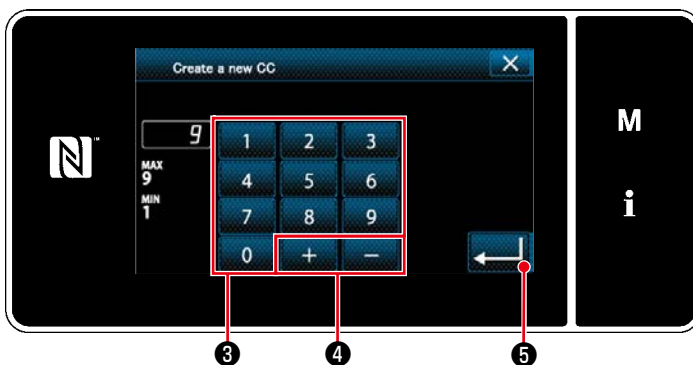 Create a new CC
9
MAX
9
MIN
1
1 2 3
4 5 6
7 8 9
0 + −
N™
M
i
❸ ❹ ❺